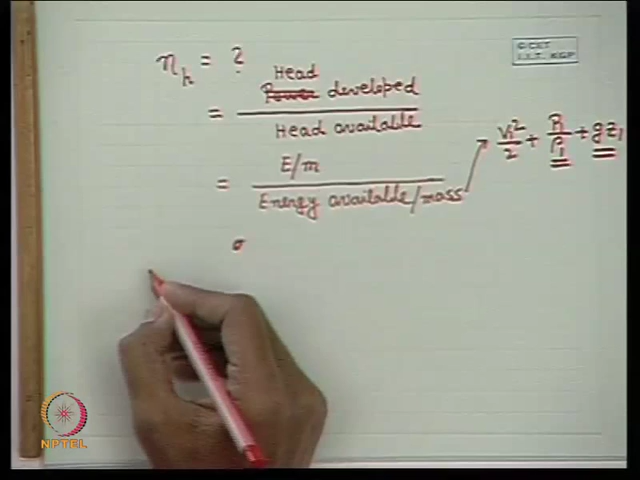 η_h = ?
© CET
I.I.T. KGP
= Head Power developed / Head available
= E/m / Energy available/mass → V₁²/2 + P₁/ρ₁ + gz₁
NPTEL